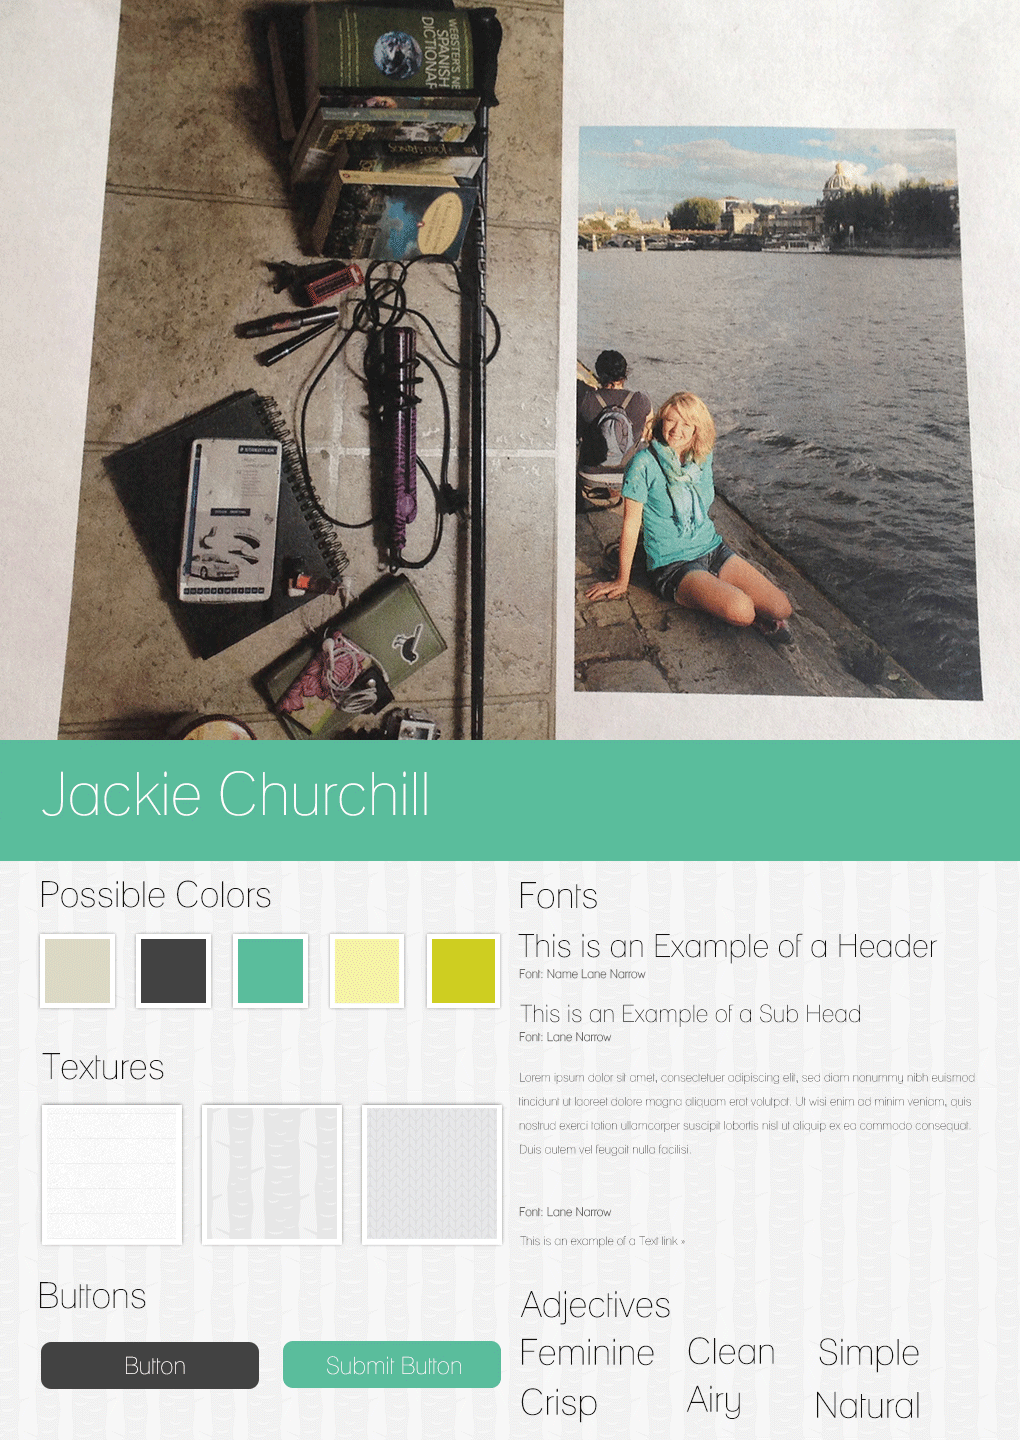 WEBSTER'S NE
SPANISH
DICTIONAR
STAEDTLER
Jackie Churchill
Possible Colors
Textures
Buttons
Button
Submit Button
Fonts
This is an Example of a Header
Font: Name Lane Narrow
This is an Example of a Sub Head
Font: Lane Narrow
Lorem ipsum dolor sit amet, consectetuer adipiscing elit, sed diam nonummy nibh euismod
tincidunt ut laoreet dolore magna aliquam erat volutpat. Ut wisi enim ad minim veniam, quis
nostrud exerci tation ullamcorper suscipit lobortis nisl ut aliquip ex ea commodo consequat.
Duis autem vel feugait nulla facilisi.
Font: Lane Narrow
This is an example of a Text link »
Adjectives
Feminine Clean Simple
Crisp Airy Natural